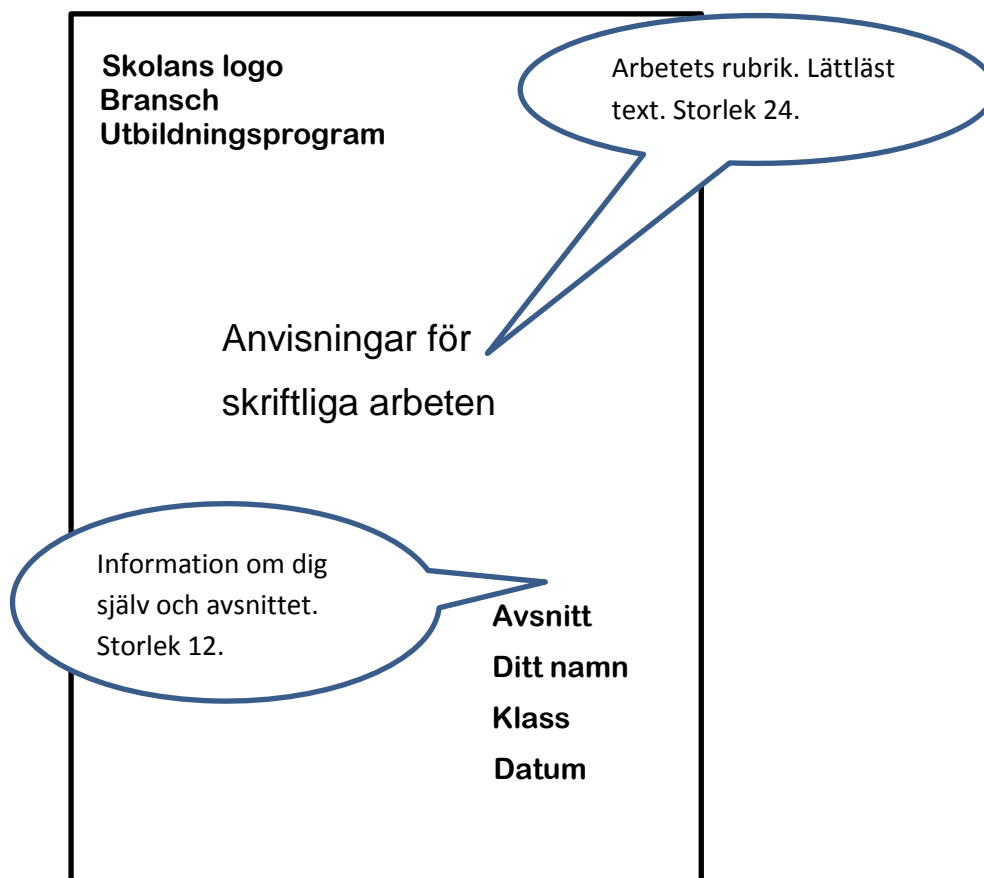 Skolans logo
Bransch
Utbildningsprogram
Arbetets rubrik. Lättläst
text. Storlek 24.
Anvisningar för
skriftliga arbeten
Information om dig
själv och avsnittet.
Storlek 12.
Avsnitt
Ditt namn
Klass
Datum